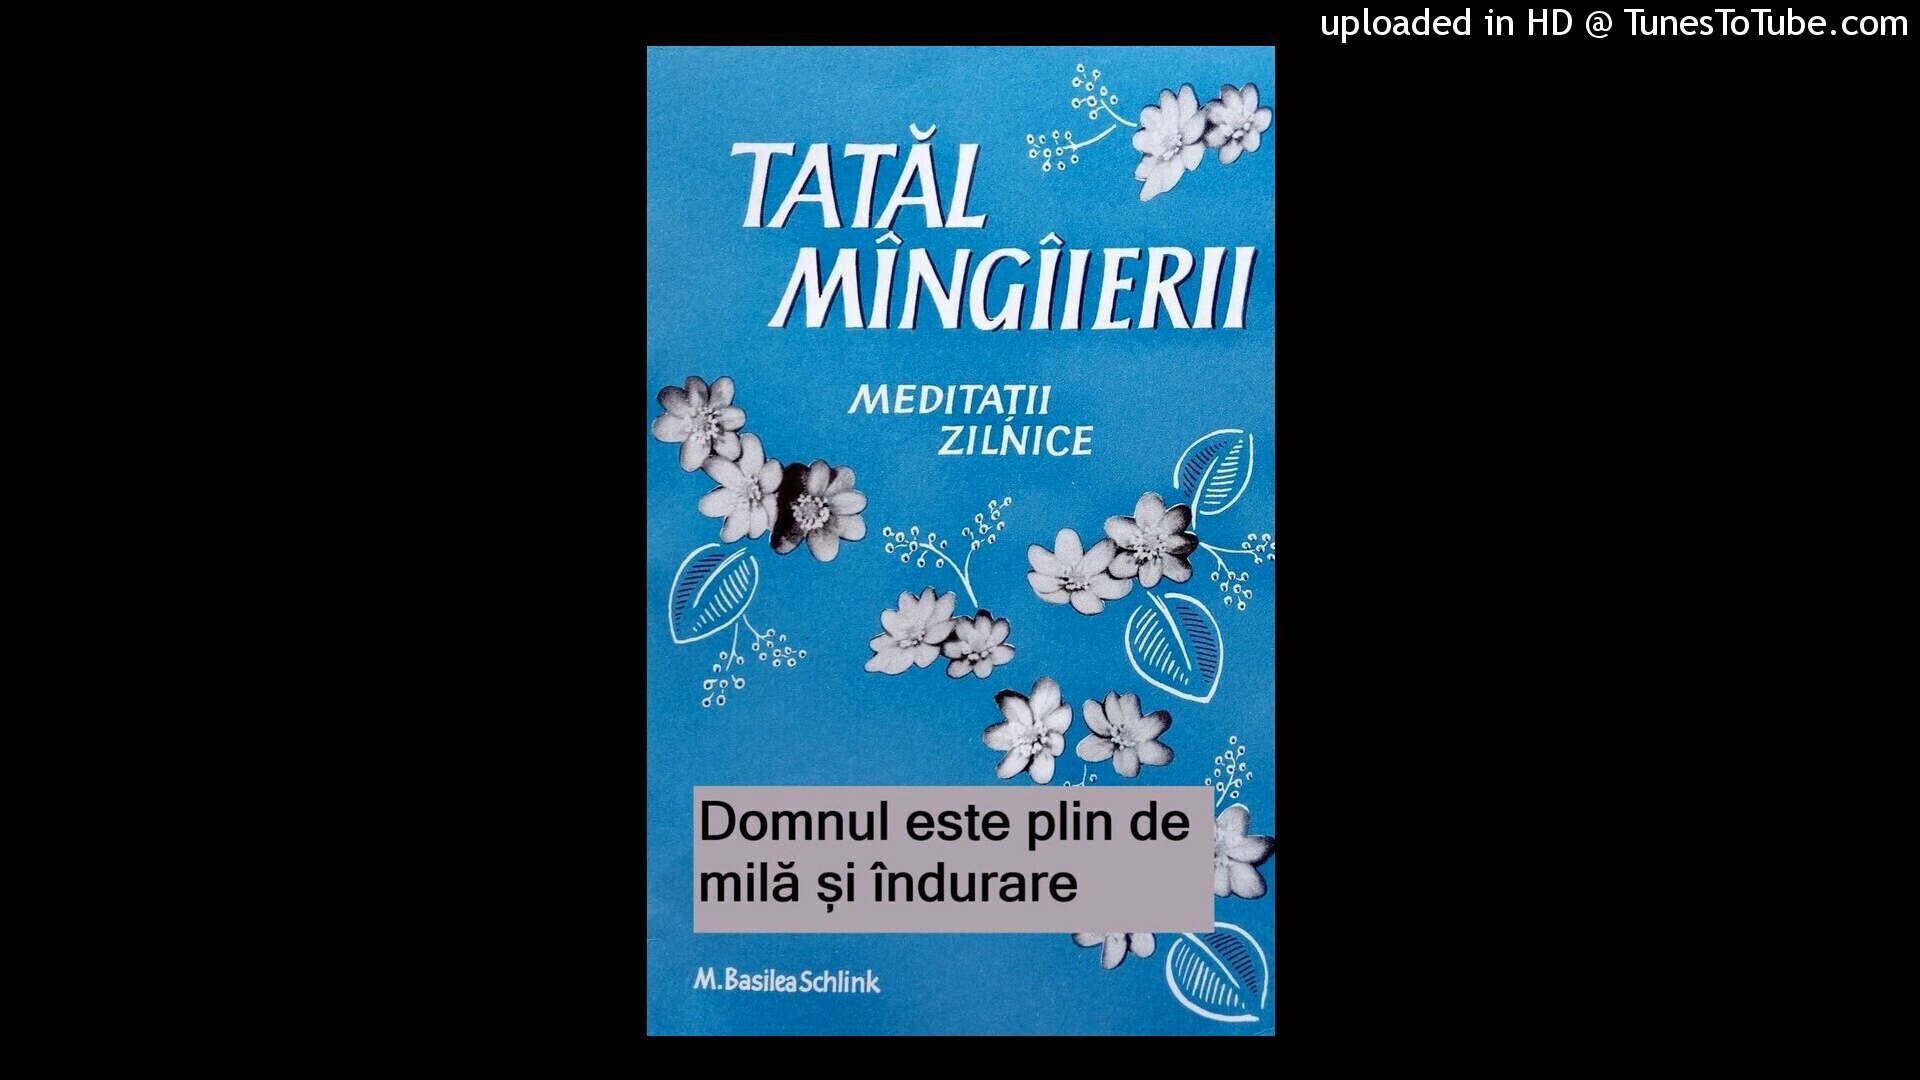 uploaded in HD @ TunesToTube.com
TATĂL
MÎNGÎIERII
MEDITAȚII
ZILNICE
Domnul este plin de
milă și îndurare
M. Basilea Schlink